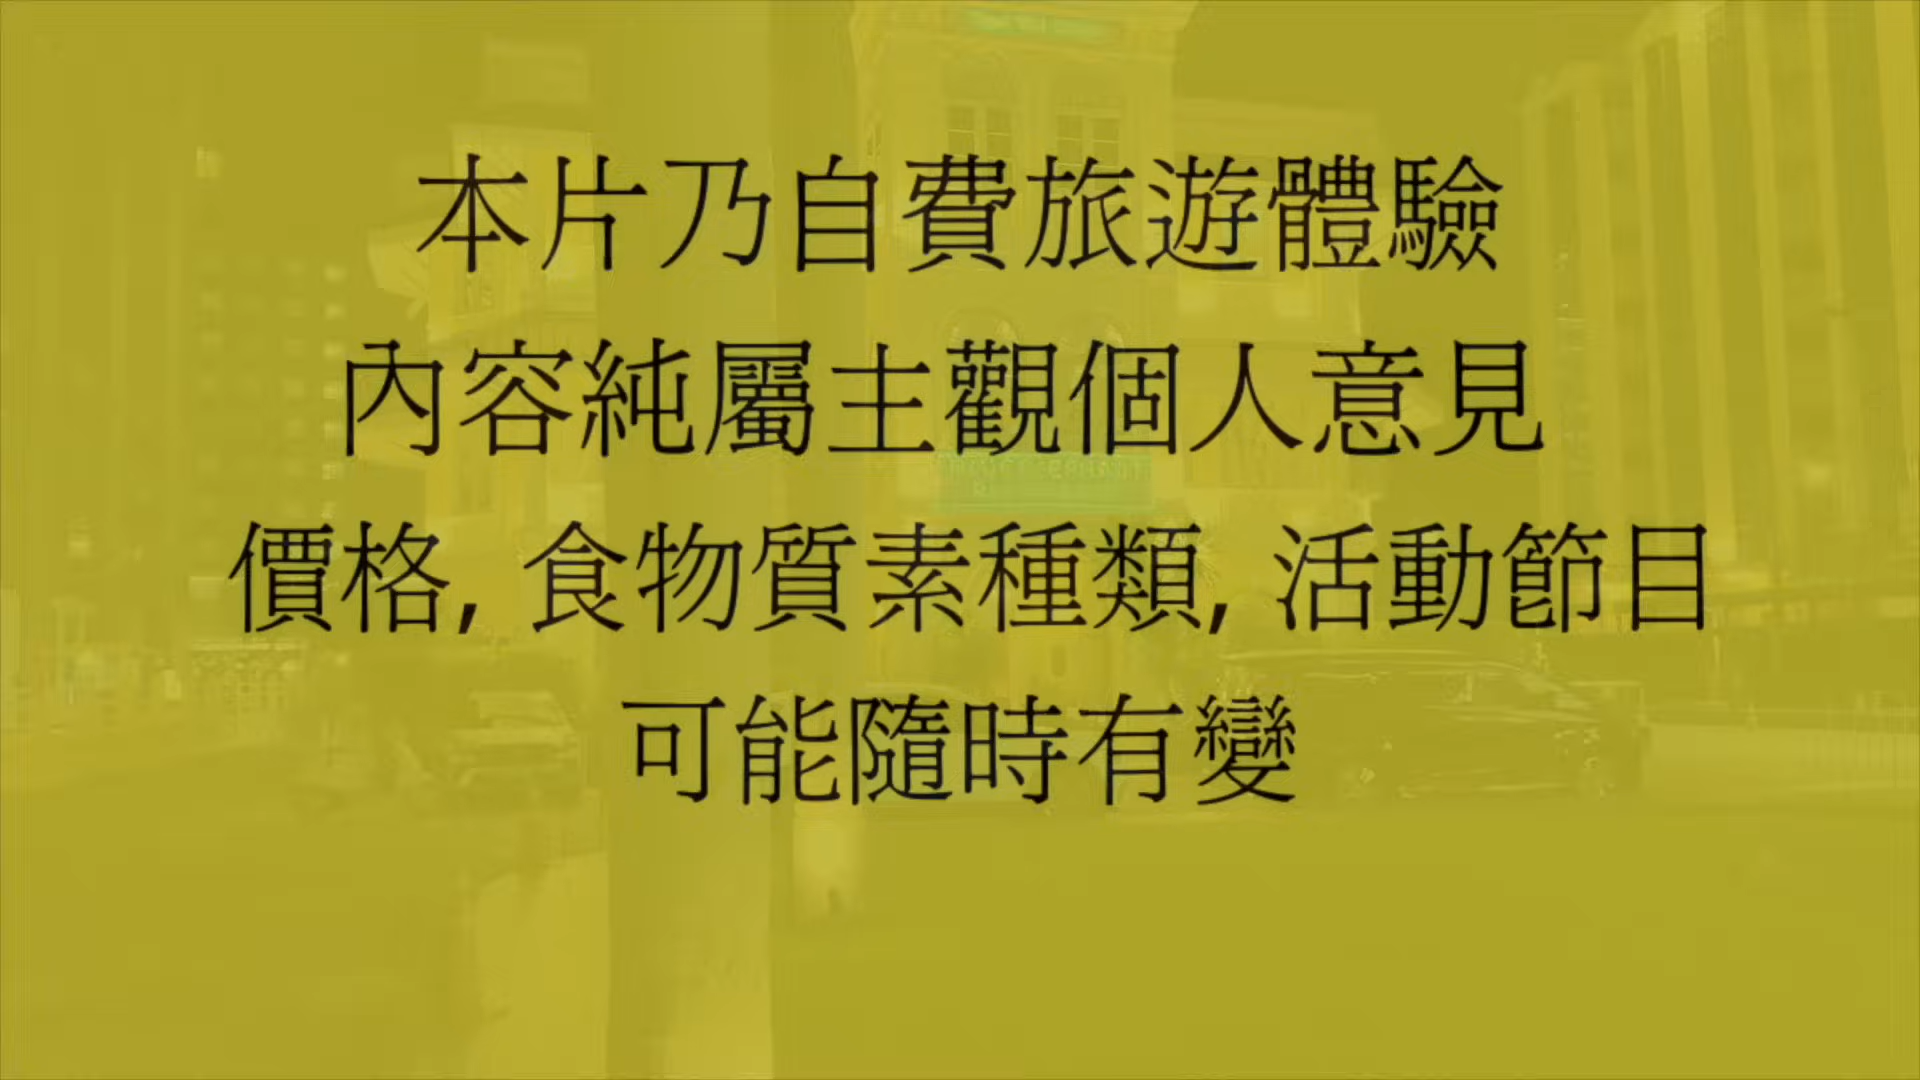 本片乃自費旅遊體驗
內容純屬主觀個人意見
價格, 食物質素種類, 活動節目
可能隨時有變